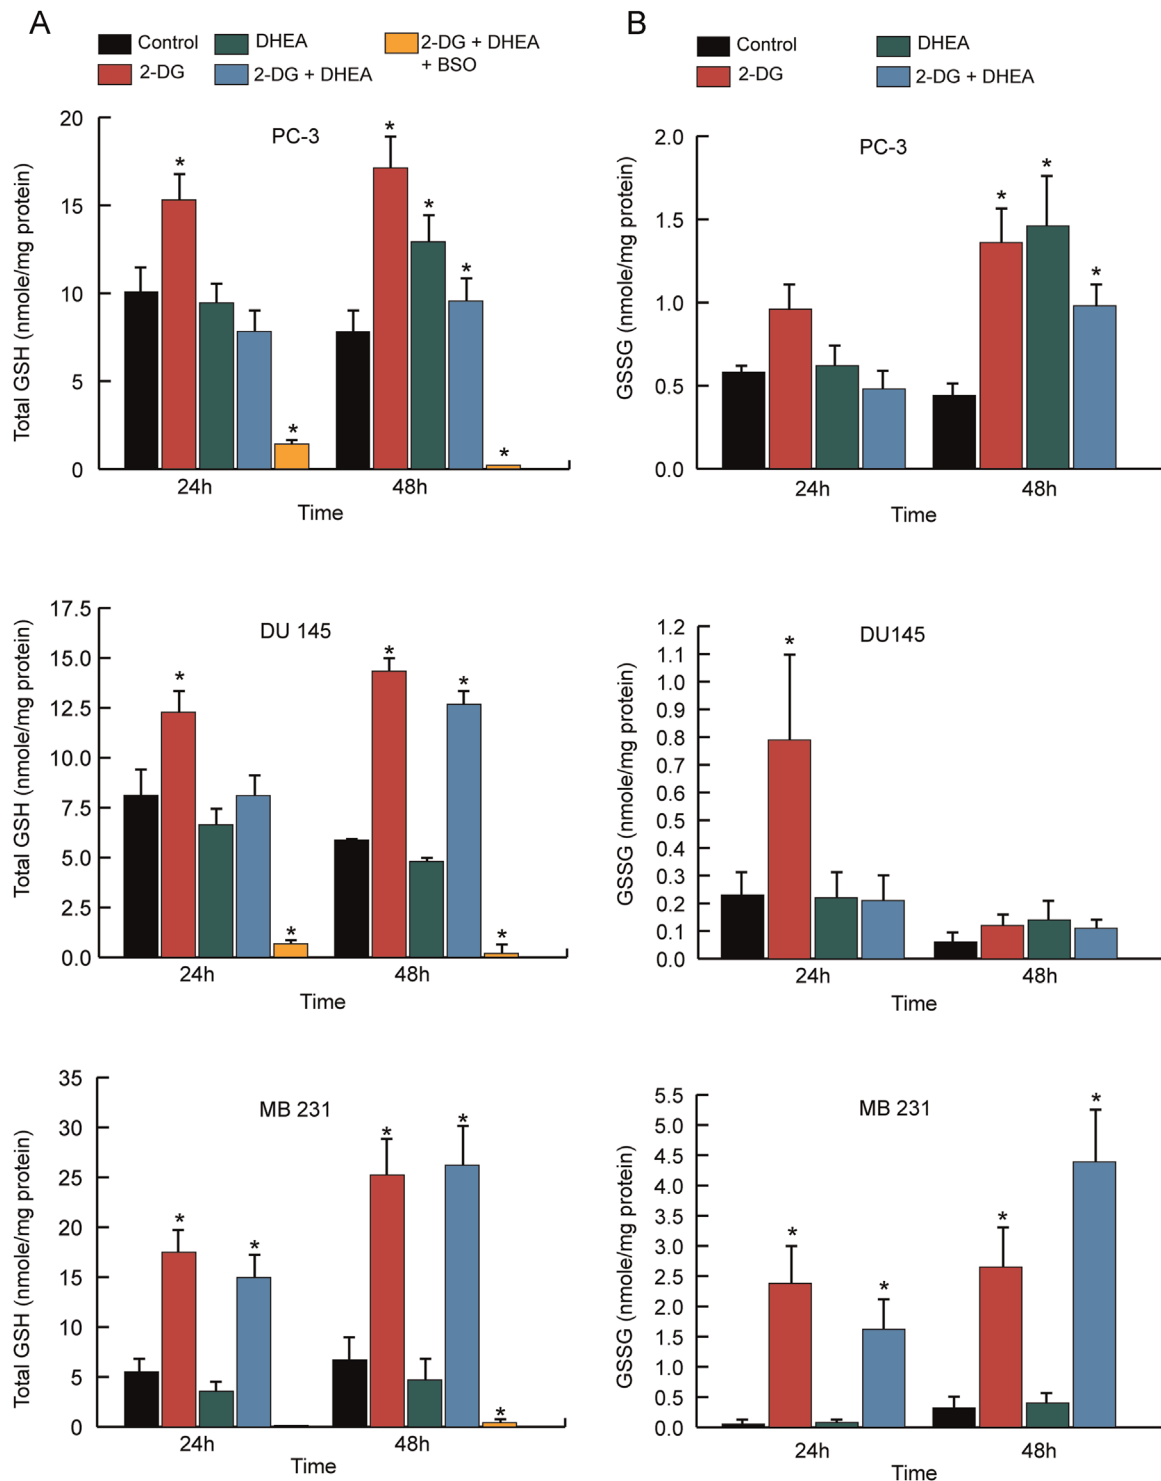 A
Control
DHEA
2-DG + DHEA
+ BSO
2-DG
2-DG + DHEA
PC-3
Total GSH (nmole/mg protein)
20
15
10
5
0
*
*
*
*
*
*
24h
48h
Time
DU 145
Total GSH (nmole/mg protein)
17.5
15.0
12.5
10.0
7.5
5.0
2.5
0.0
*
*
*
*
*
24h
48h
Time
MB 231
Total GSH (nmole/mg protein)
35
30
25
20
15
10
5
0
*
*
*
*
*
24h
48h
Time
B
Control
DHEA
2-DG
2-DG + DHEA
PC-3
GSSG (nmole/mg protein)
2.0
1.5
1.0
0.5
0.0
*
*
*
24h
48h
Time
DU145
GSSG (nmole/mg protein)
1.2
1.1
1.0
0.9
0.8
0.7
0.6
0.5
0.4
0.3
0.2
0.1
0.0
*
24h
48h
Time
MB 231
GSSG (nmole/mg protein)
5.5
5.0
4.5
4.0
3.5
3.0
2.5
2.0
1.5
1.0
0.5
0.0
*
*
*
*
24h
48h
Time